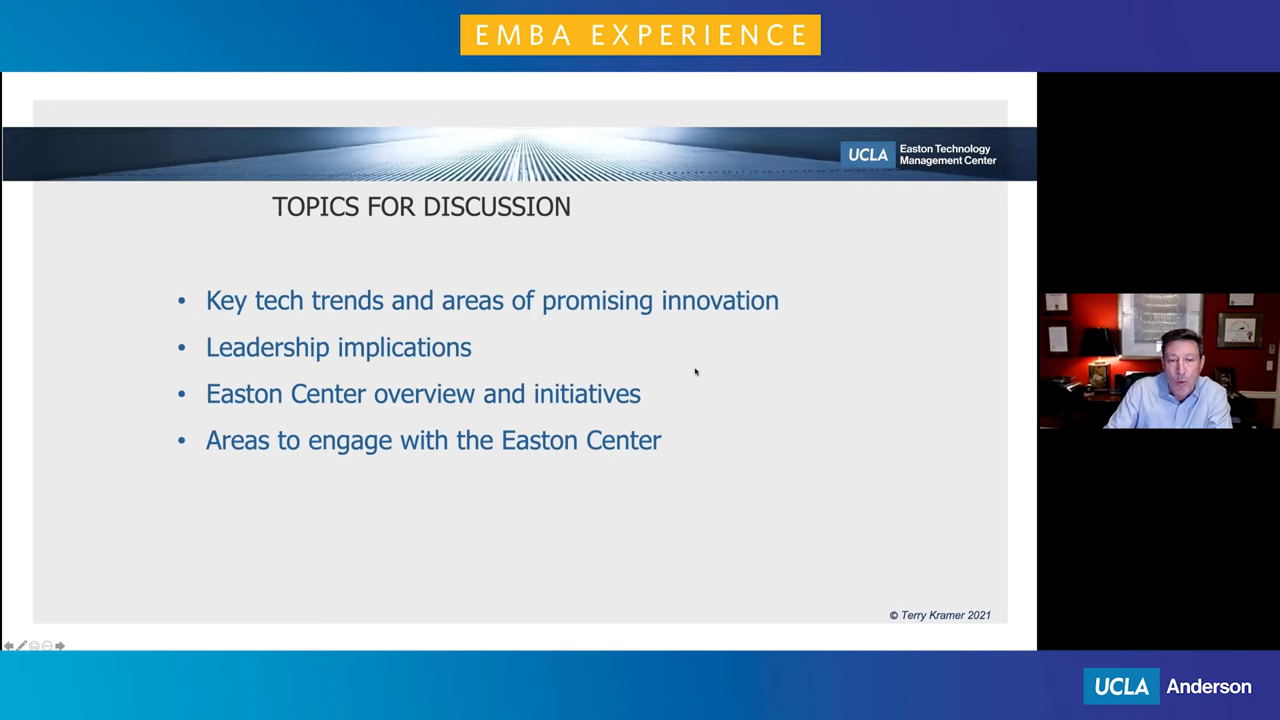 EMBA EXPERIENCE
UCLA Easton Technology
Management Center
TOPICS FOR DISCUSSION
• Key tech trends and areas of promising innovation
• Leadership implications
• Easton Center overview and initiatives
• Areas to engage with the Easton Center
© Terry Kramer 2021
UCLA Anderson